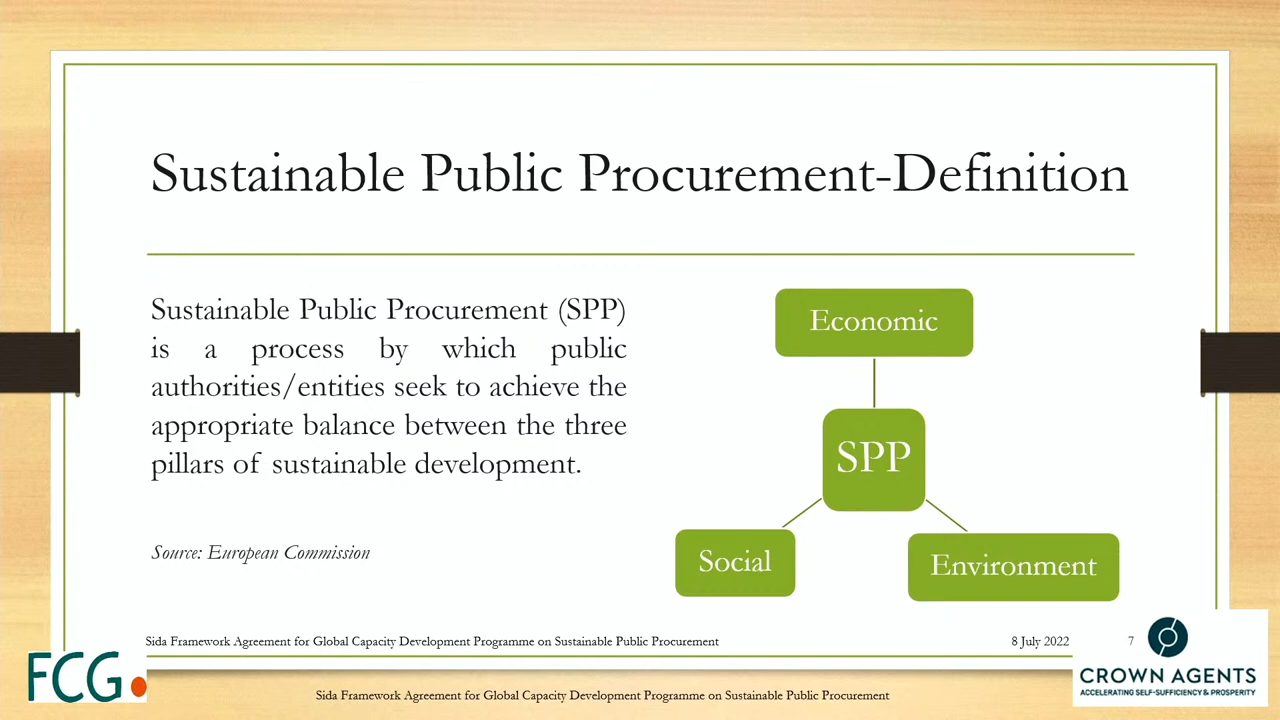 Sustainable Public Procurement-Definition
Sustainable Public Procurement (SPP)
is a process by which public
authorities/entities seek to achieve the
appropriate balance between the three
pillars of sustainable development.
Source: European Commission
Economic
SPP
Social
Environment
Sida Framework Agreement for Global Capacity Development Programme on Sustainable Public Procurement
8 July 2022
7
FCG.
Sida Framework Agreement for Global Capacity Development Programme on Sustainable Public Procurement
CROWN AGENTS
ACCELERATING SELF-SUFFICIENCY & PROSPERITY